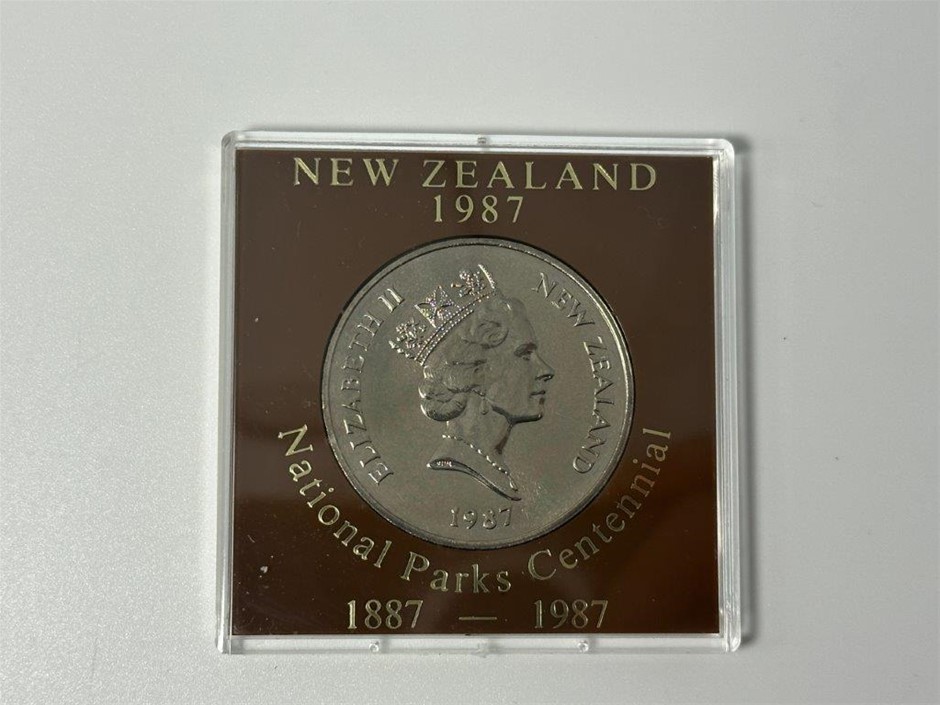 NEW ZEALAND
1987
ELIZABETH II
NEW ZEALAND
1987
National Parks Centennial
1887 — 1987